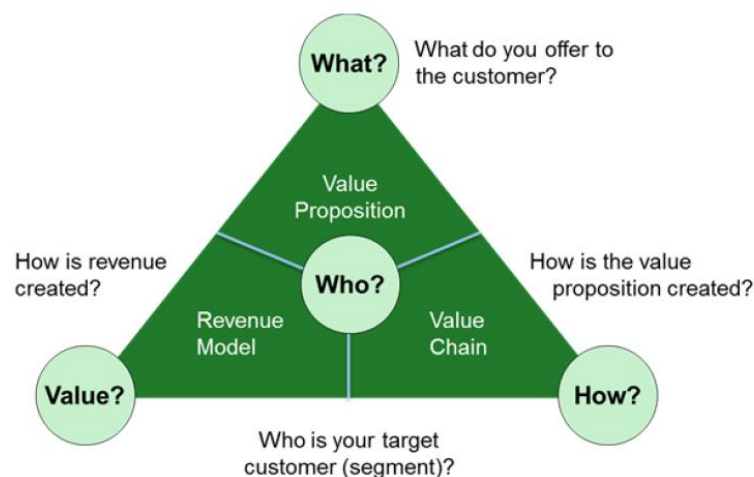 What?
What do you offer to
the customer?
Value
Proposition
How is revenue
created?
Who?
How is the value
proposition created?
Revenue
Model
Value
Chain
Value?
How?
Who is your target
customer (segment)?